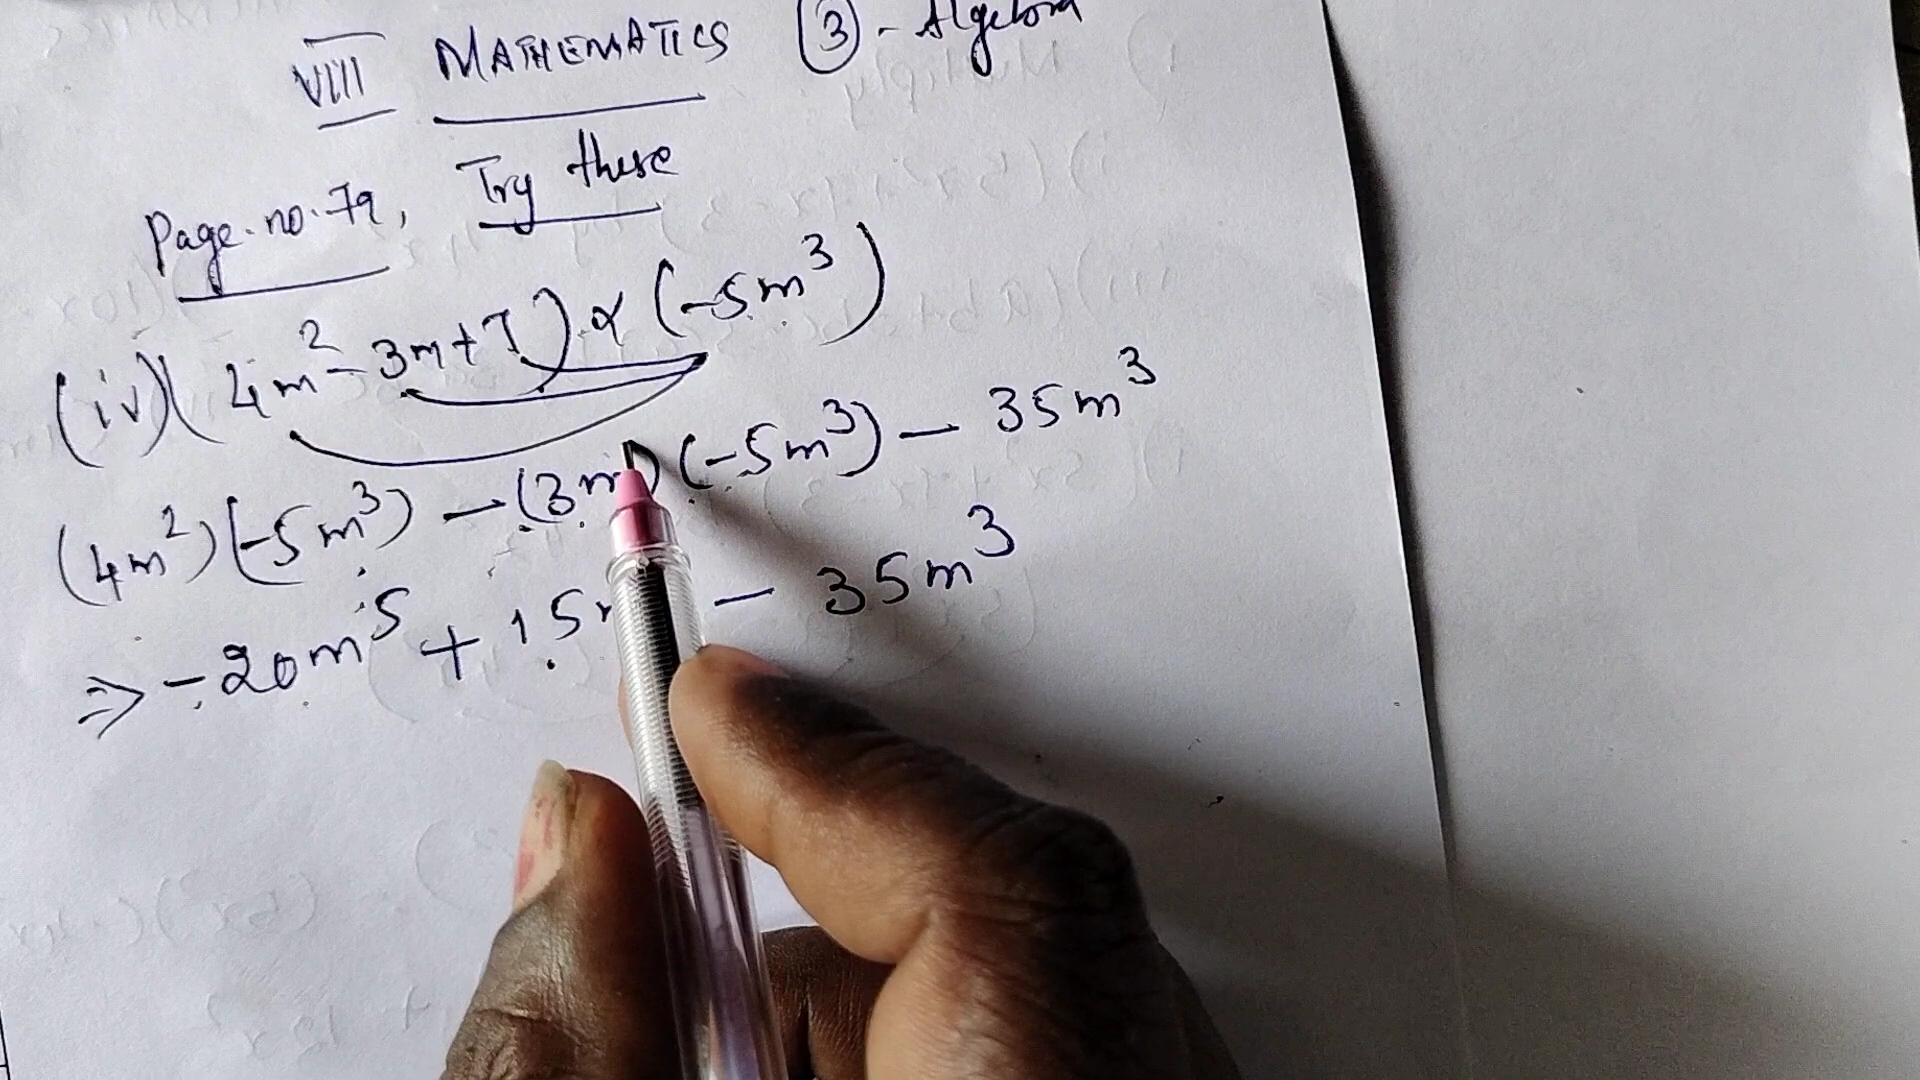 VIII MATHEMATICS ③ - Algebra
Page. no. 79, Try these
(iv) (4m² - 3m + 7) × (-5m³)
(4m²)(-5m³) - (3m)(-5m³) - 35m³
⇒ -20m⁵ + 15 - 35m³